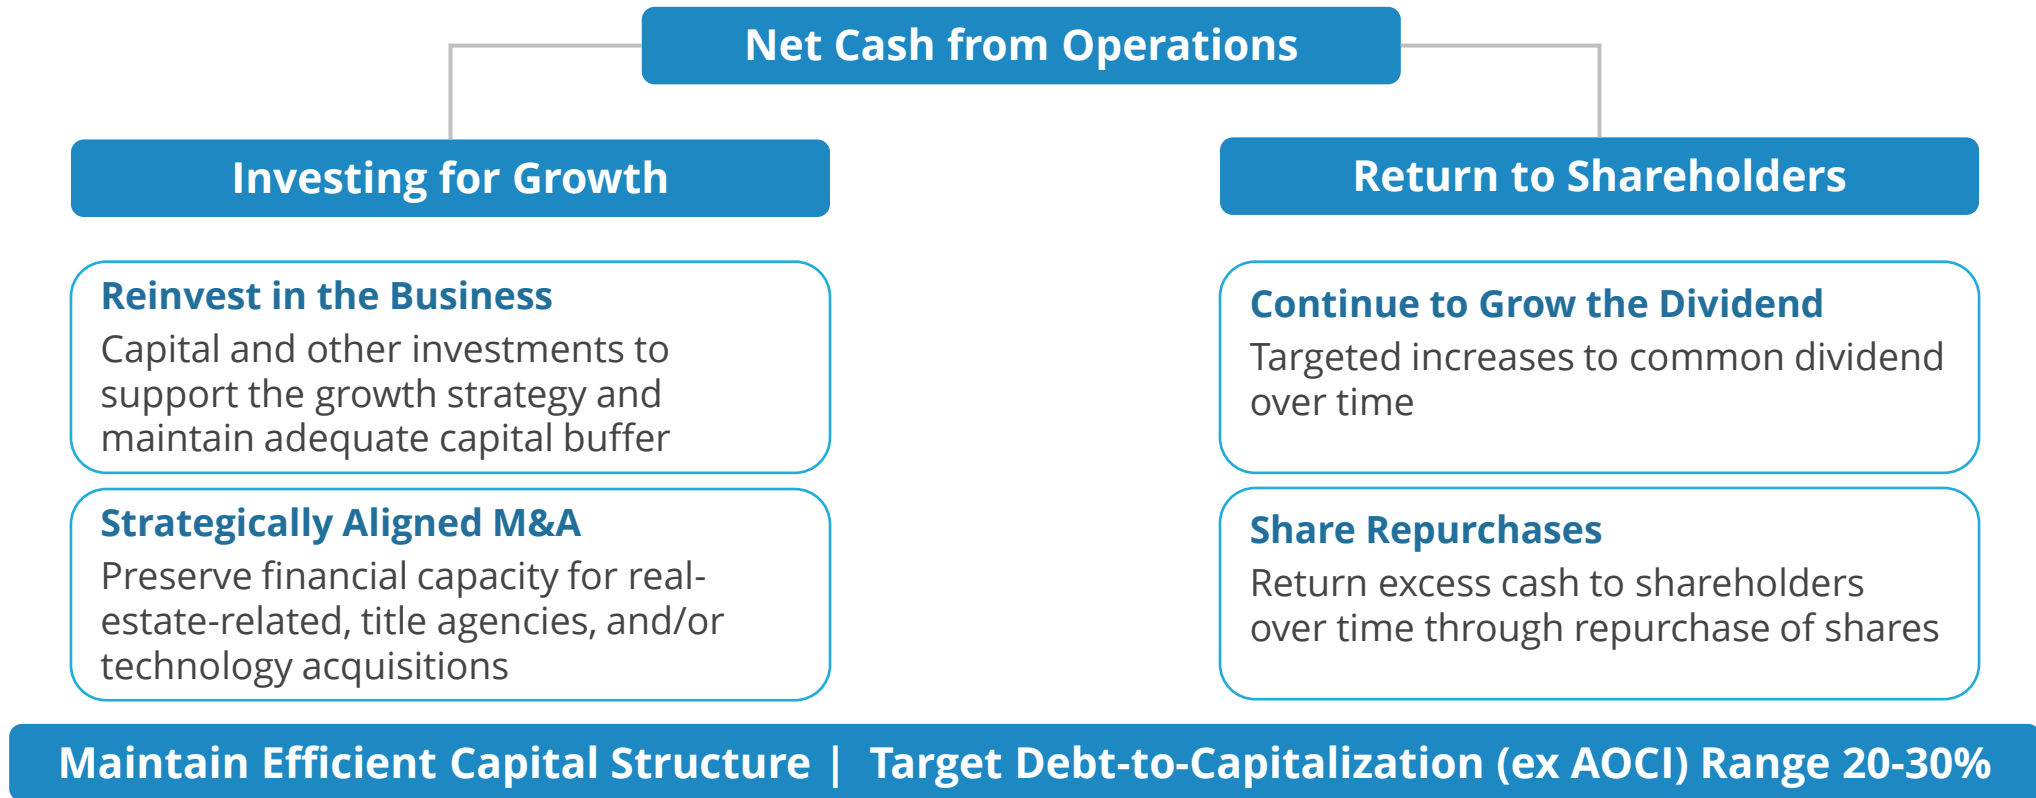 Net Cash from Operations
Investing for Growth
Reinvest in the Business
Capital and other investments to
support the growth strategy and
maintain adequate capital buffer
Strategically Aligned M&A
Preserve financial capacity for real-
estate-related, title agencies, and/or
technology acquisitions
Return to Shareholders
Continue to Grow the Dividend
Targeted increases to common dividend
over time
Share Repurchases
Return excess cash to shareholders
over time through repurchase of shares
Maintain Efficient Capital Structure | Target Debt-to-Capitalization (ex AOCI) Range 20-30%